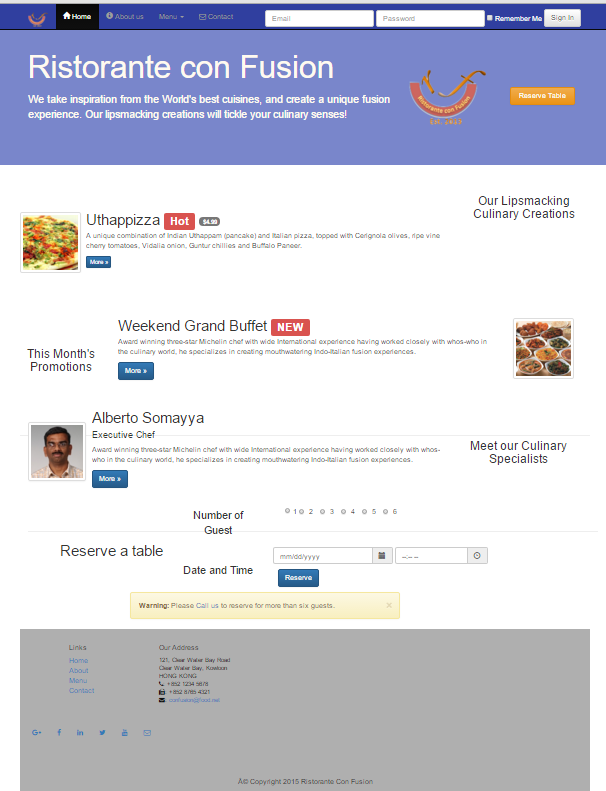 Home About us Menu Contact Email Password Remember Me Sign In
Ristorante con Fusion
We take inspiration from the World's best cuisines, and create a unique fusion
experience. Our lipsmacking creations will tickle your culinary senses!
Ristorante con Fusion
Reserve Table
Our Lipsmacking
Culinary Creations
Uthappizza Hot $4.99
A unique combination of Indian Uthappam (pancake) and Italian pizza, topped with Cerignola olives, ripe vine
cherry tomatoes, Vidalia onion, Guntur chillies and Buffalo Paneer.
More »
This Month's
Promotions
Weekend Grand Buffet NEW
Award winning three-star Michelin chef with wide International experience having worked closely with whos-who in
the culinary world, he specializes in creating mouthwatering Indo-Italian fusion experiences.
More »
Meet our Culinary
Specialists
Alberto Somayya
Executive Chef
Award winning three-star Michelin chef with wide International experience having worked closely with whos-
who in the culinary world, he specializes in creating mouthwatering Indo-Italian fusion experiences.
More »
Reserve a table
Number of
Guest
1 2 3 4 5 6
Date and Time
mm/dd/yyyy --:-- --
Reserve
Warning: Please Call us to reserve for more than six guests. ×
Links
Home
About
Menu
Contact
Our Address
121, Clear Water Bay Road
Clear Water Bay, Kowloon
HONG KONG
+852 1234 5678
+852 8765 4321
confusion@food.net
Â© Copyright 2015 Ristorante Con Fusion